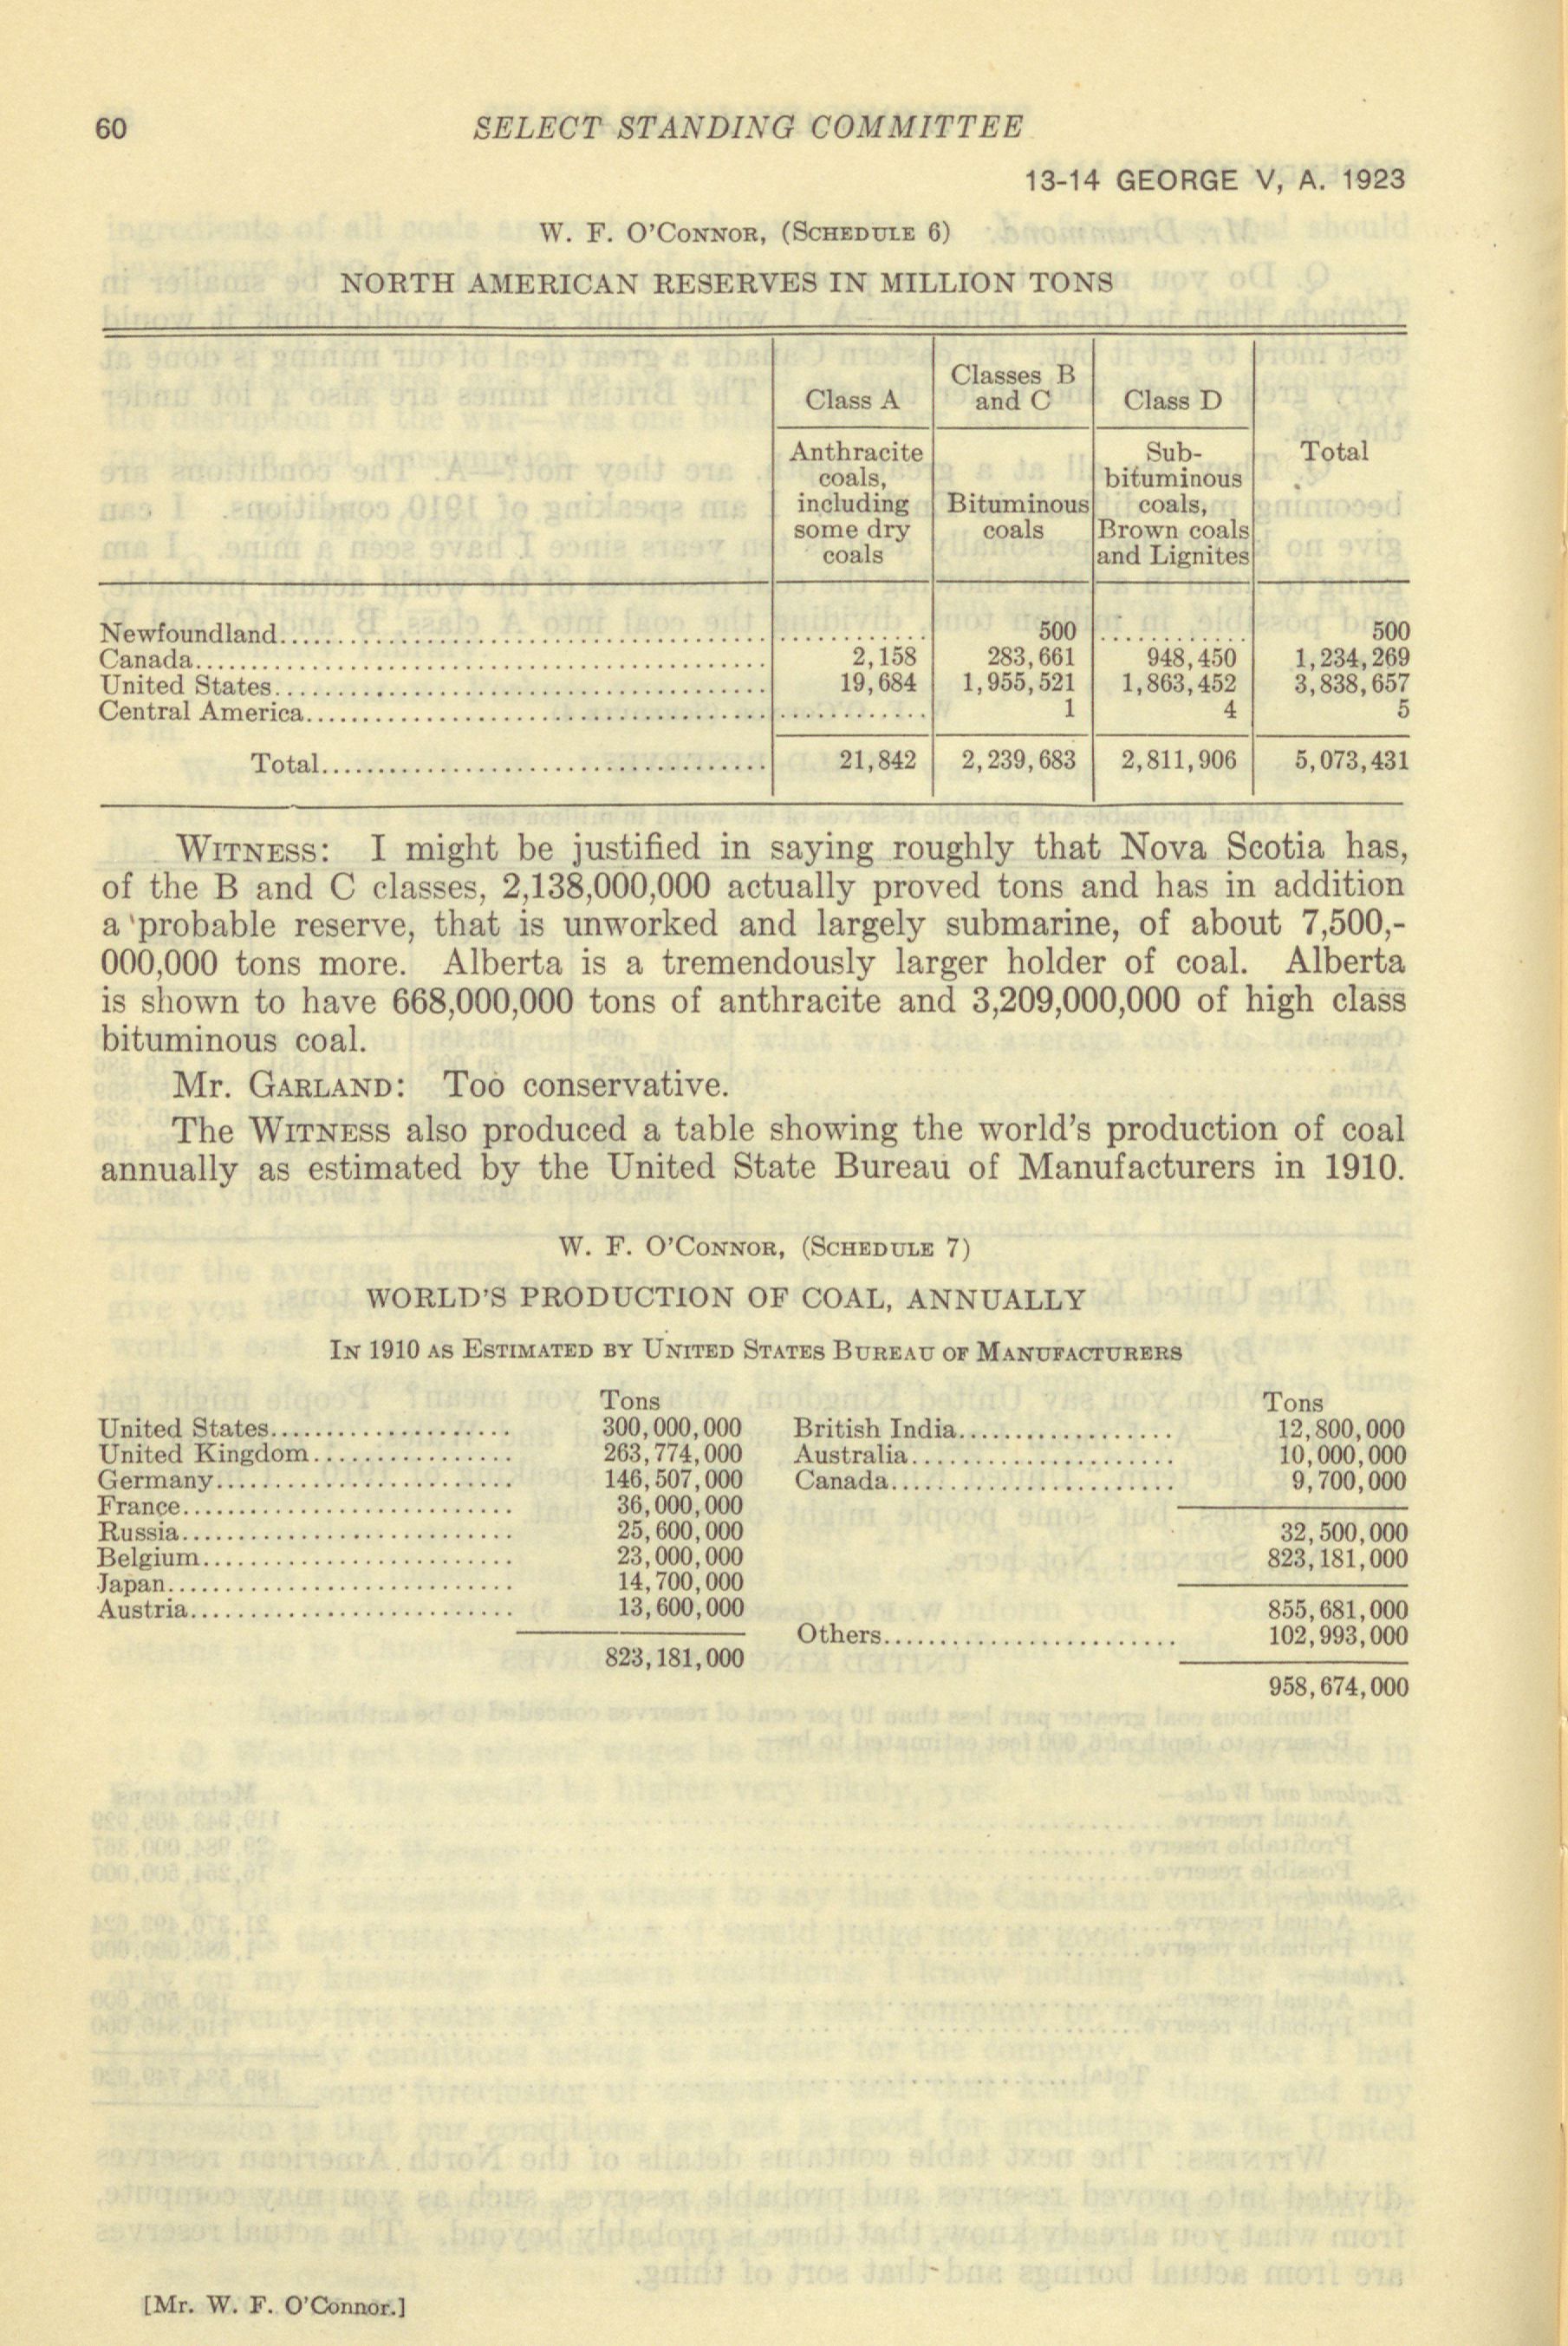 60
SELECT STANDING COMMITTEE
13-14 GEORGE V, A. 1923
W. F. O'CONNOR, (SCHEDULE 6)
NORTH AMERICAN RESERVES IN MILLION TONS
Class A | Classes B and C | Class D | Total
Anthracite coals, including some dry coals | Bituminous coals | Sub-bituminous coals, Brown coals and Lignites
Newfoundland | ............ | 500 | ............ | 500
Canada | 2,158 | 283,661 | 948,450 | 1,234,269
United States | 19,684 | 1,955,521 | 1,863,452 | 3,838,657
Central America | ............ | 1 | 4 | 5
Total | 21,842 | 2,239,683 | 2,811,906 | 5,073,431
WITNESS: I might be justified in saying roughly that Nova Scotia has,
of the B and C classes, 2,138,000,000 actually proved tons and has in addition
a probable reserve, that is unworked and largely submarine, of about 7,500,-
000,000 tons more. Alberta is a tremendously larger holder of coal. Alberta
is shown to have 668,000,000 tons of anthracite and 3,209,000,000 of high class
bituminous coal.
Mr. GARLAND: Too conservative.
The WITNESS also produced a table showing the world's production of coal
annually as estimated by the United State Bureau of Manufacturers in 1910.
W. F. O'CONNOR, (SCHEDULE 7)
WORLD'S PRODUCTION OF COAL, ANNUALLY
IN 1910 AS ESTIMATED BY UNITED STATES BUREAU OF MANUFACTURERS
Tons
United States 300,000,000
United Kingdom 263,774,000
Germany 146,507,000
France 36,000,000
Russia 25,600,000
Belgium 23,000,000
Japan 14,700,000
Austria 13,600,000
823,181,000
Tons
British India 12,800,000
Australia 10,000,000
Canada 9,700,000
32,500,000
823,181,000
855,681,000
Others 102,993,000
958,674,000
[Mr. W. F. O'Connor.]